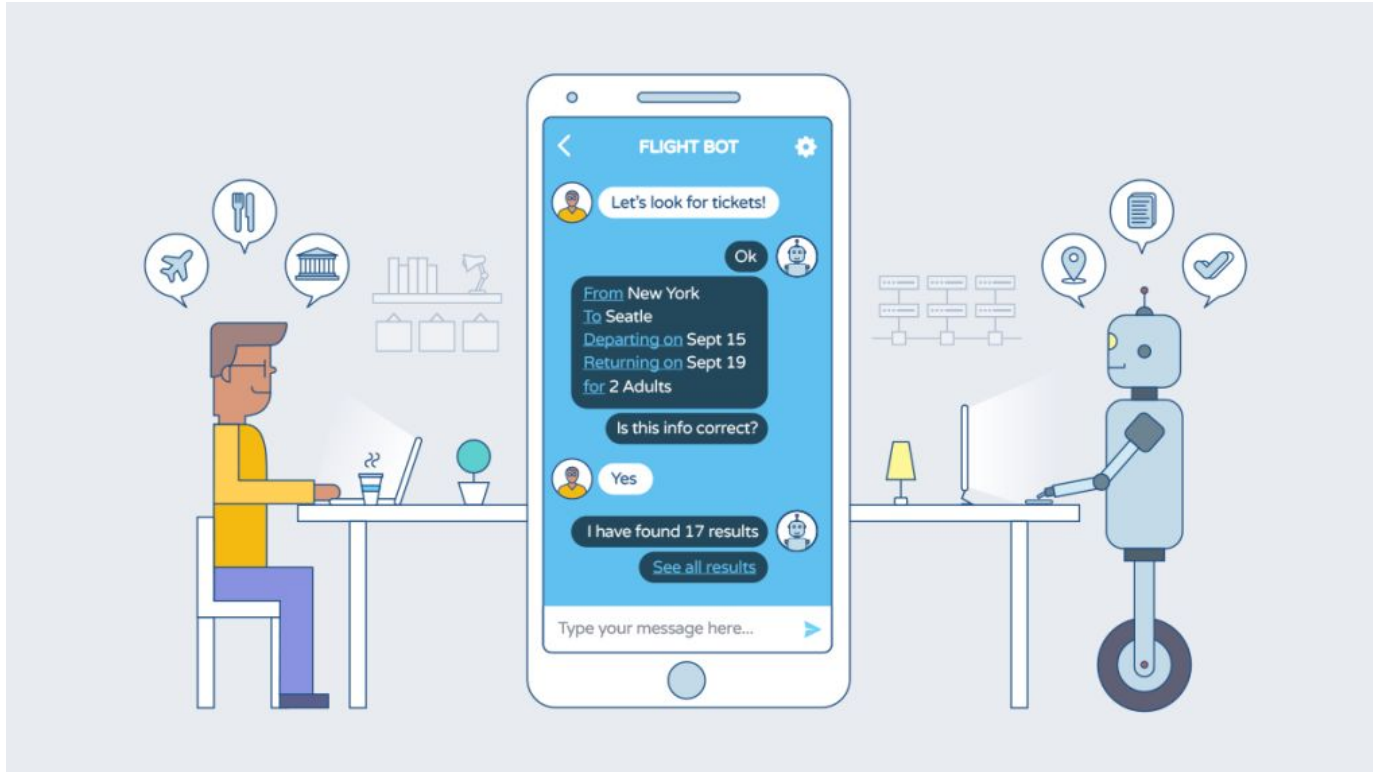 FLIGHT BOT
Let's look for tickets!
Ok
From New York
To Seatle
Departing on Sept 15
Returning on Sept 19
for 2 Adults
Is this info correct?
Yes
I have found 17 results
See all results
Type your message here...